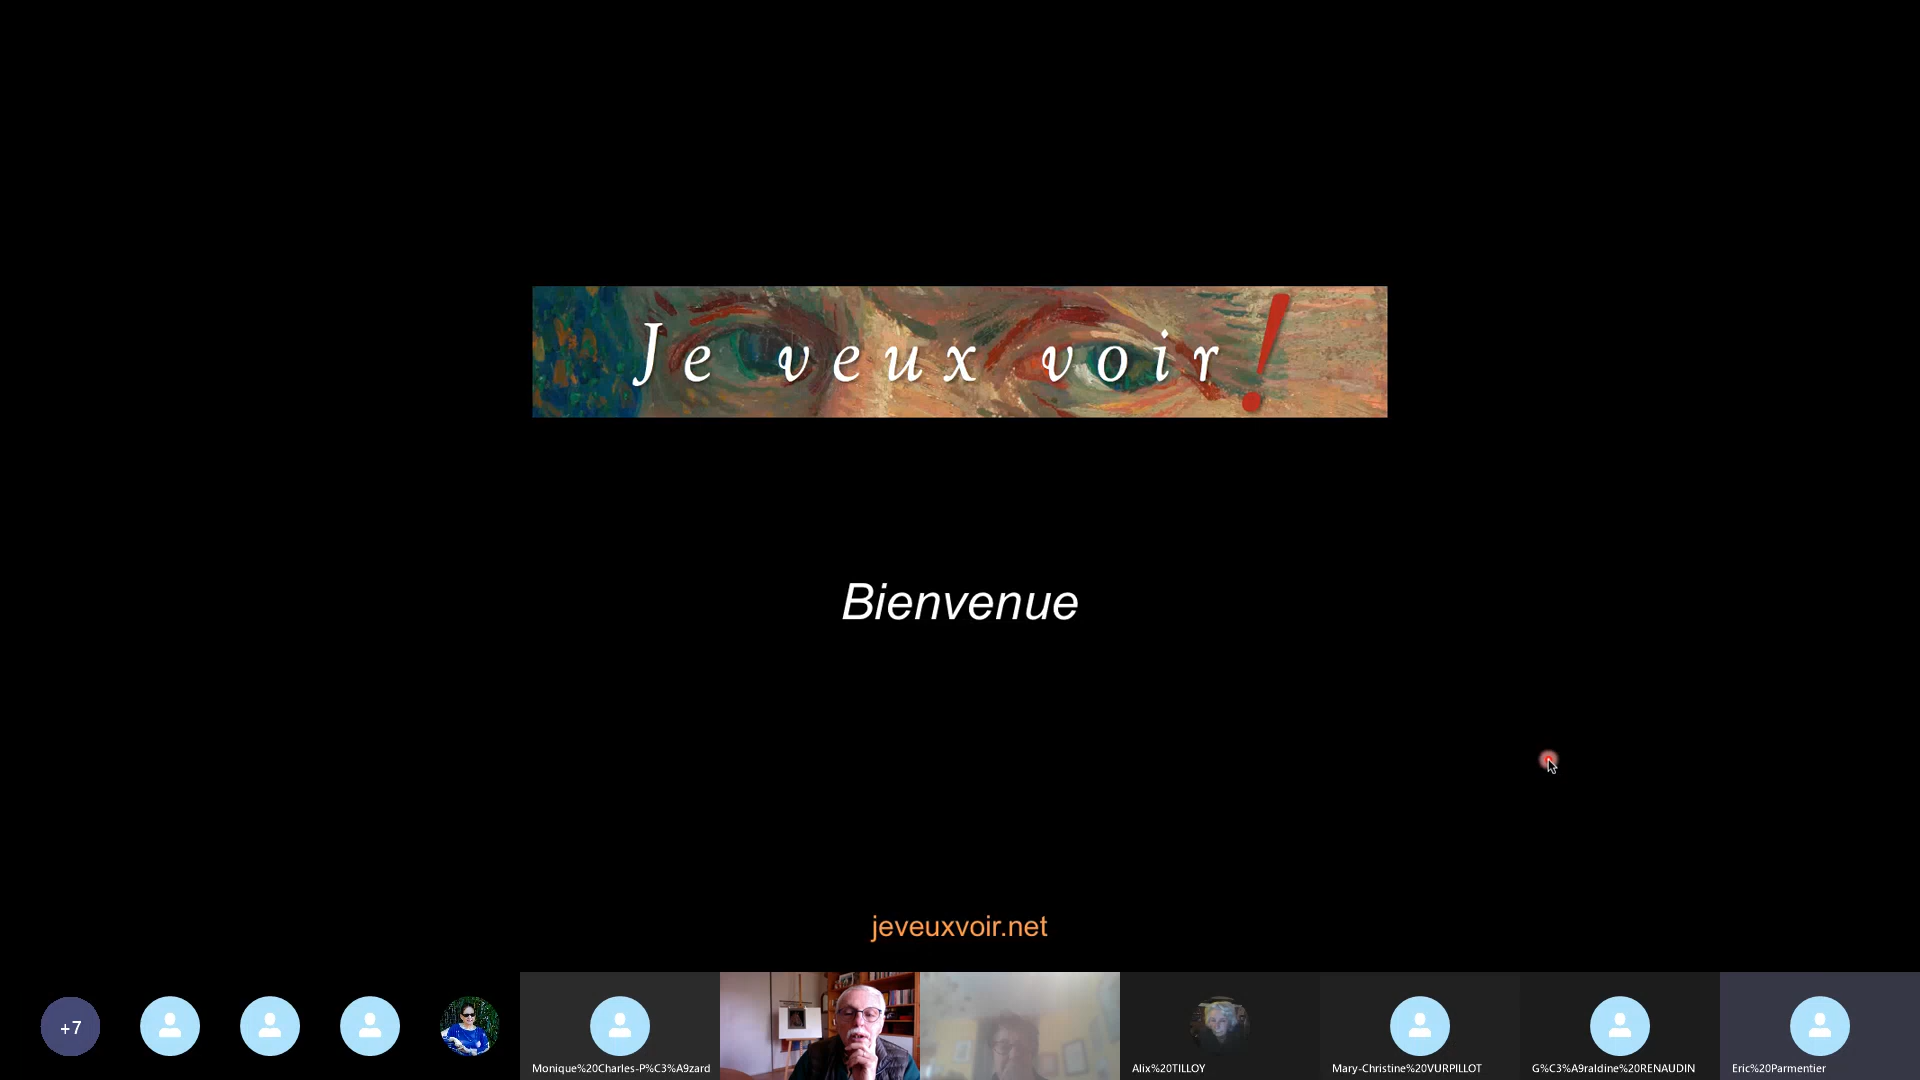 Je veux voir !
Bienvenue
jeveuxvoir.net
+7
Monique%20Charles-P%C3%A9zard
Alix%20TILLOY
Mary-Christine%20VURPILLOT
G%C3%A9raldine%20RENAUDIN
Eric%20Parmentier